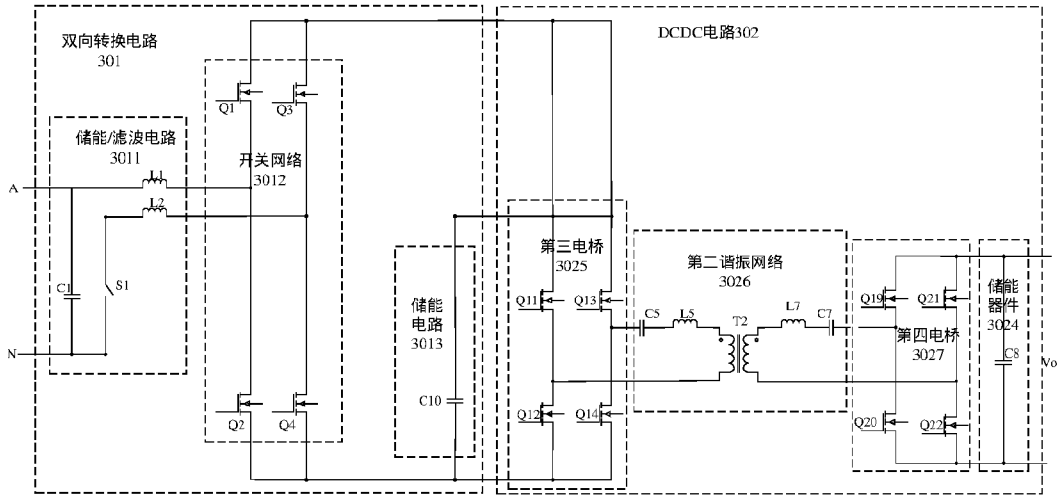 双向转换电路
301
DCDC电路302
Q1
Q3
储能/滤波电路
3011
开关网络
3012
L1
A
L2
第三电桥
3025
第二谐振网络
3026
C1
S1
储能
电路
3013
Q11
Q13
C5
L5
T2
L7
C7
Q19
Q21
第四电桥
3027
储能
器件
3024
C8
N
Vo
C10
Q12
Q14
Q20
Q22
Q2
Q4